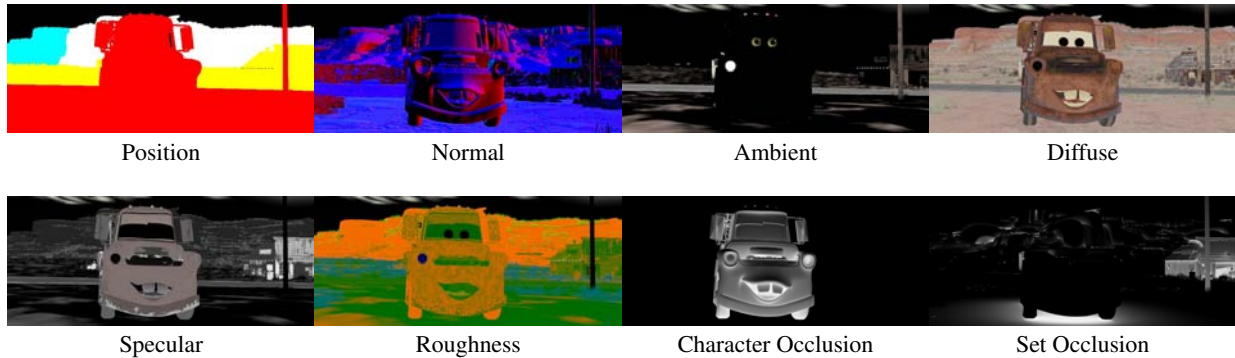 Position
Normal
Ambient
Diffuse
Specular
Roughness
Character Occlusion
Set Occlusion